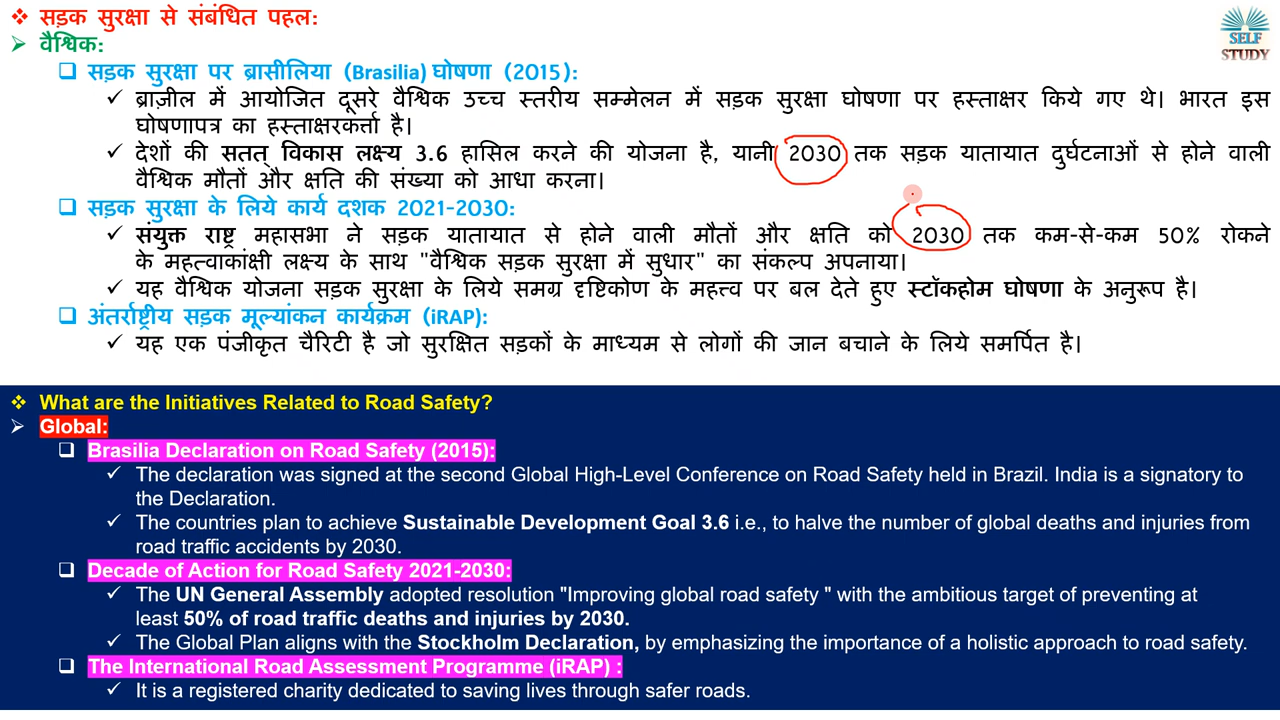 ❖ सड़क सुरक्षा से संबंधित पहल:
➢ वैश्विक:
❑ सड़क सुरक्षा पर ब्रासीलिया (Brasilia) घोषणा (2015):
✓ ब्राज़ील में आयोजित दूसरे वैश्विक उच्च स्तरीय सम्मेलन में सड़क सुरक्षा घोषणा पर हस्ताक्षर किये गए थे। भारत इस
घोषणापत्र का हस्ताक्षरकर्त्ता है।
✓ देशों की सतत् विकास लक्ष्य 3.6 हासिल करने की योजना है, यानी 2030 तक सड़क यातायात दुर्घटनाओं से होने वाली
वैश्विक मौतों और क्षति की संख्या को आधा करना।
❑ सड़क सुरक्षा के लिये कार्य दशक 2021-2030:
✓ संयुक्त राष्ट्र महासभा ने सड़क यातायात से होने वाली मौतों और क्षति को 2030 तक कम-से-कम 50% रोकने
के महत्वाकांक्षी लक्ष्य के साथ "वैश्विक सड़क सुरक्षा में सुधार" का संकल्प अपनाया।
✓ यह वैश्विक योजना सड़क सुरक्षा के लिये समग्र दृष्टिकोण के महत्त्व पर बल देते हुए स्टॉकहोम घोषणा के अनुरूप है।
❑ अंतर्राष्ट्रीय सड़क मूल्यांकन कार्यक्रम (iRAP):
✓ यह एक पंजीकृत चैरिटी है जो सुरक्षित सड़कों के माध्यम से लोगों की जान बचाने के लिये समर्पित है।
SELF
STUDY
❖ What are the Initiatives Related to Road Safety?
➢ Global:
❑ Brasilia Declaration on Road Safety (2015):
✓ The declaration was signed at the second Global High-Level Conference on Road Safety held in Brazil. India is a signatory to
the Declaration.
✓ The countries plan to achieve Sustainable Development Goal 3.6 i.e., to halve the number of global deaths and injuries from
road traffic accidents by 2030.
❑ Decade of Action for Road Safety 2021-2030:
✓ The UN General Assembly adopted resolution "Improving global road safety " with the ambitious target of preventing at
least 50% of road traffic deaths and injuries by 2030.
✓ The Global Plan aligns with the Stockholm Declaration, by emphasizing the importance of a holistic approach to road safety.
❑ The International Road Assessment Programme (iRAP) :
✓ It is a registered charity dedicated to saving lives through safer roads.